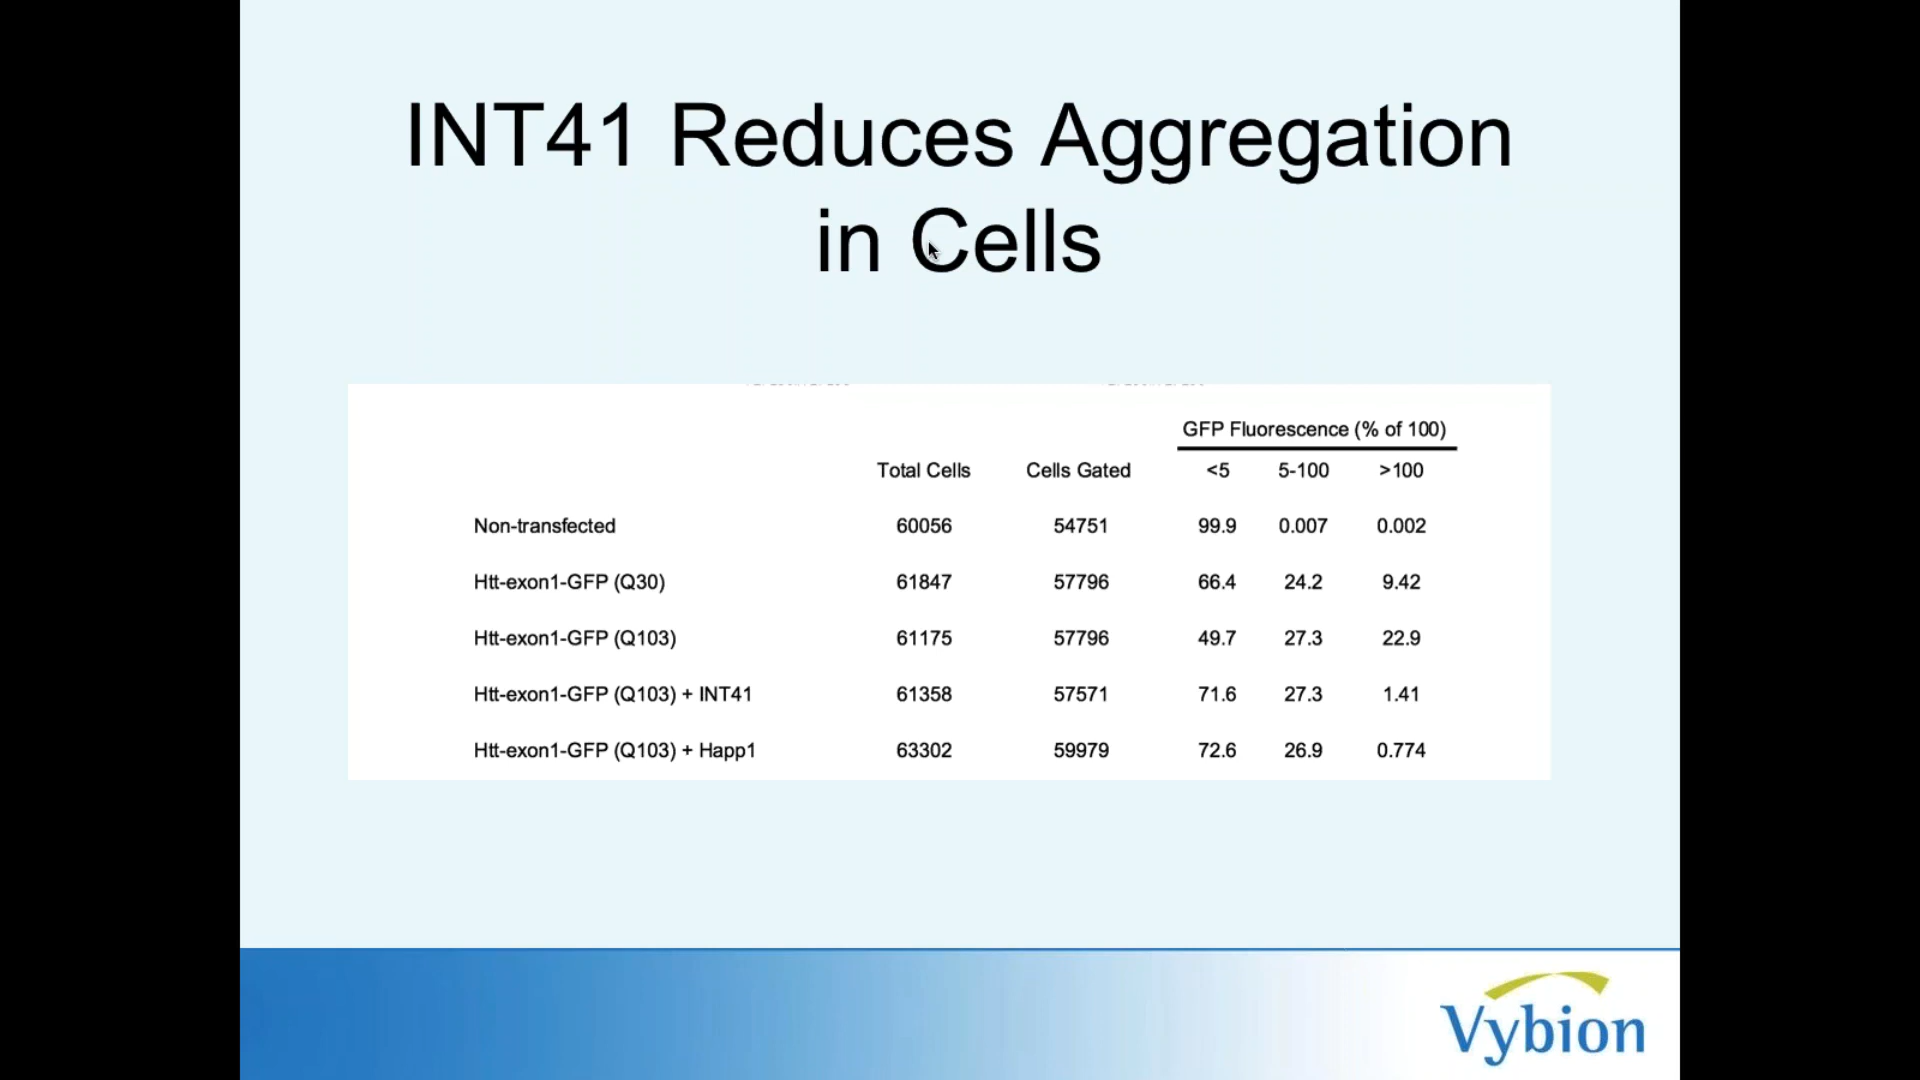 INT41 Reduces Aggregation
in Cells
GFP Fluorescence (% of 100)
Total Cells Cells Gated <5 5-100 >100
Non-transfected 60056 54751 99.9 0.007 0.002
Htt-exon1-GFP (Q30) 61847 57796 66.4 24.2 9.42
Htt-exon1-GFP (Q103) 61175 57796 49.7 27.3 22.9
Htt-exon1-GFP (Q103) + INT41 61358 57571 71.6 27.3 1.41
Htt-exon1-GFP (Q103) + Happ1 63302 59979 72.6 26.9 0.774
Vybion